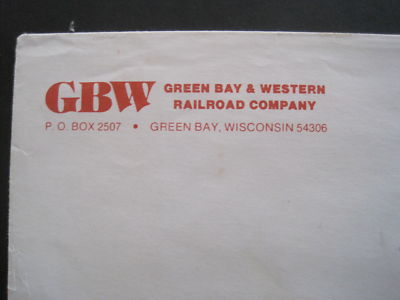 GBW GREEN BAY & WESTERN
RAILROAD COMPANY
P. O. BOX 2507 • GREEN BAY, WISCONSIN 54306